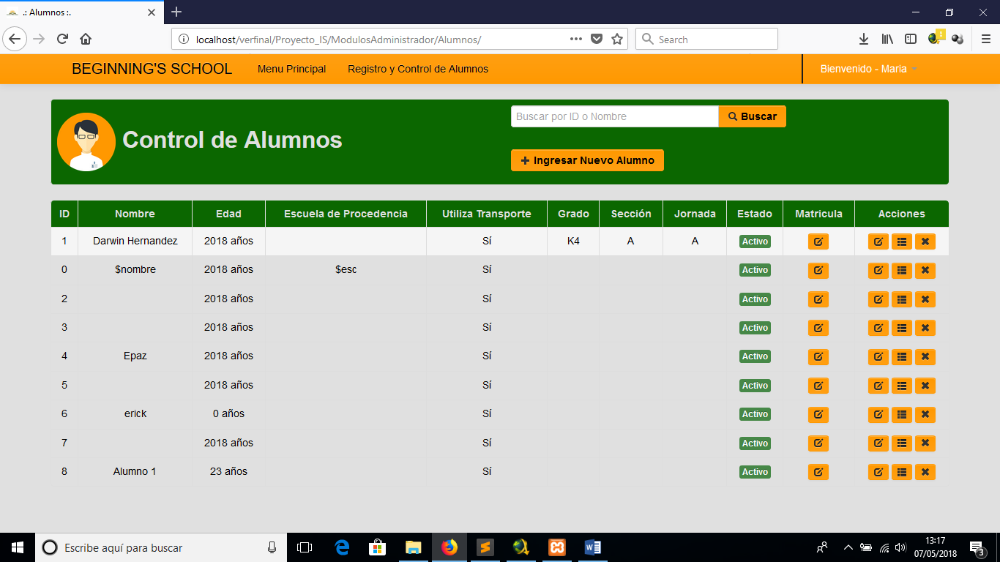 .: Alumnos :.
localhost/verfinal/Proyecto_IS/ModulosAdministrador/Alumnos/
Search
BEGINNING'S SCHOOL Menu Principal Registro y Control de Alumnos Bienvenido - Maria
Control de Alumnos
Buscar por ID o Nombre Buscar
Ingresar Nuevo Alumno
ID Nombre Edad Escuela de Procedencia Utiliza Transporte Grado Sección Jornada Estado Matricula Acciones
1 Darwin Hernandez 2018 años Sí K4 A A Activo
0 $nombre 2018 años $esc Sí Activo
2 2018 años Sí Activo
3 2018 años Sí Activo
4 Epaz 2018 años Sí Activo
5 2018 años Sí Activo
6 erick 0 años Sí Activo
7 2018 años Sí Activo
8 Alumno 1 23 años Sí Activo
Escribe aquí para buscar
13:17
07/05/2018
3